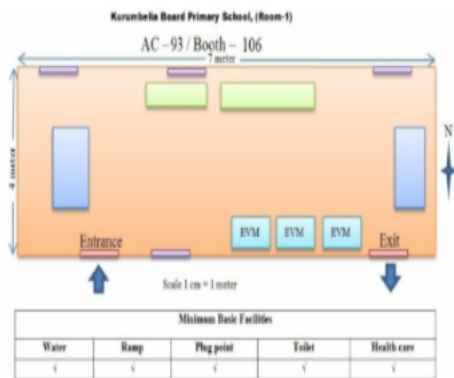 Kurumbelia Board Primary School, (Room-1)
AC – 93 / Booth – 106
7 meter
4 meter
N
EVM EVM EVM
Entrance Exit
Scale 1 cm = 1 meter
Minimum Basic Facilities
Water Ramp Plug point Toilet Health care
√ √ √ √ √